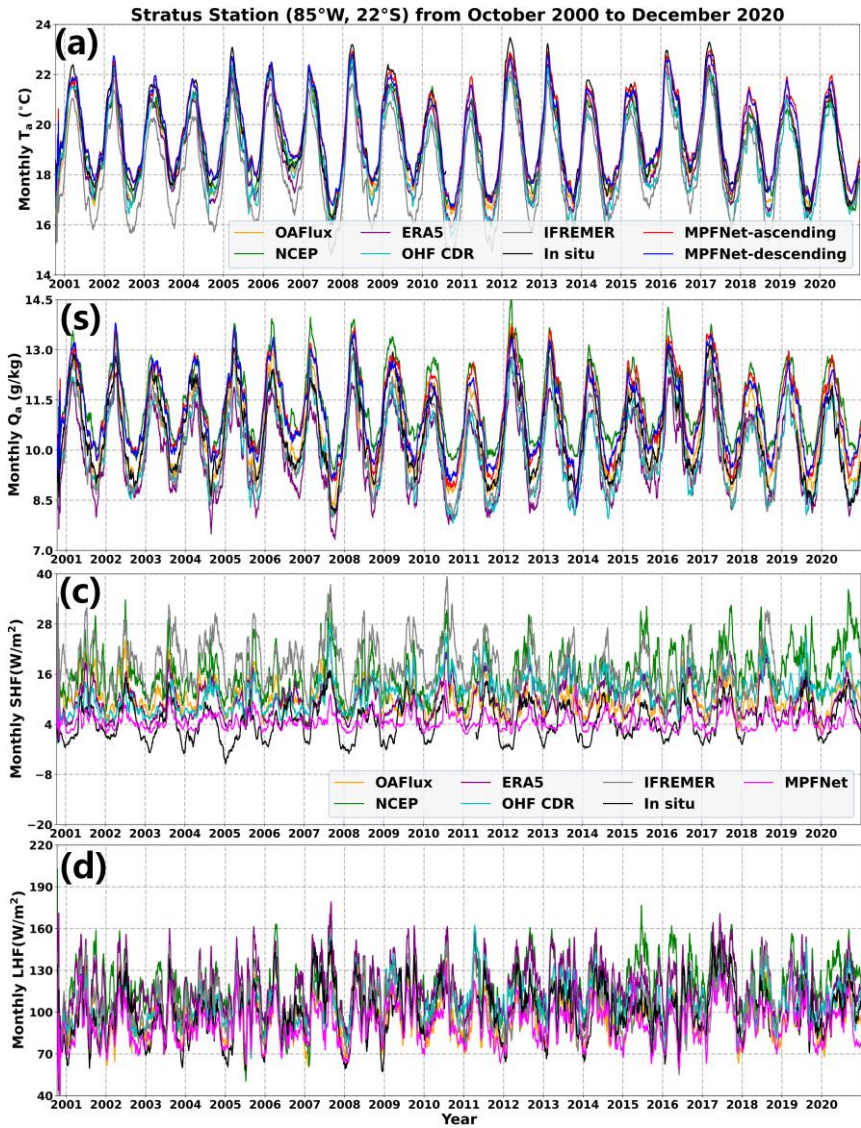 Stratus Station (85°W, 22°S) from October 2000 to December 2020
(a)
Monthly Tₐ (°C)
24
22
20
18
16
14
OAFlux ERA5 IFREMER MPFNet-ascending
NCEP OHF CDR In situ MPFNet-descending
2001 2002 2003 2004 2005 2006 2007 2008 2009 2010 2011 2012 2013 2014 2015 2016 2017 2018 2019 2020
(s)
Monthly Qₐ (g/kg)
14.5
13.0
11.5
10.0
8.5
7.0
2001 2002 2003 2004 2005 2006 2007 2008 2009 2010 2011 2012 2013 2014 2015 2016 2017 2018 2019 2020
(c)
Monthly SHF(W/m²)
40
28
16
4
−8
−20
OAFlux ERA5 IFREMER MPFNet
NCEP OHF CDR In situ
2001 2002 2003 2004 2005 2006 2007 2008 2009 2010 2011 2012 2013 2014 2015 2016 2017 2018 2019 2020
(d)
Monthly LHF(W/m²)
220
190
160
130
100
70
40
2001 2002 2003 2004 2005 2006 2007 2008 2009 2010 2011 2012 2013 2014 2015 2016 2017 2018 2019 2020
Year